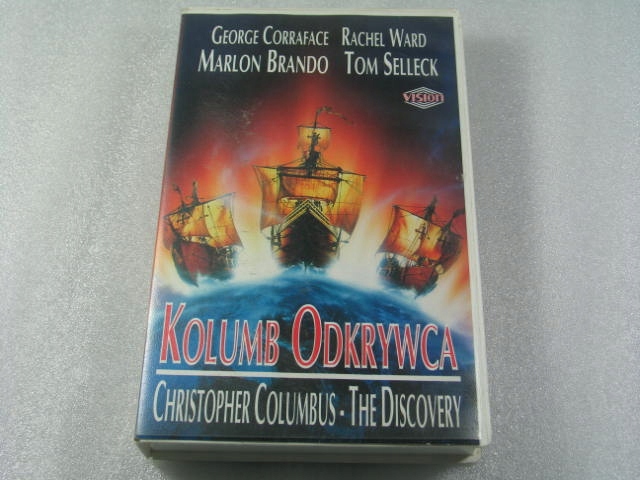 GEORGE CORRAFACE RACHEL WARD
MARLON BRANDO TOM SELLECK
VISION
KOLUMB ODKRYWCA
CHRISTOPHER COLUMBUS - THE DISCOVERY